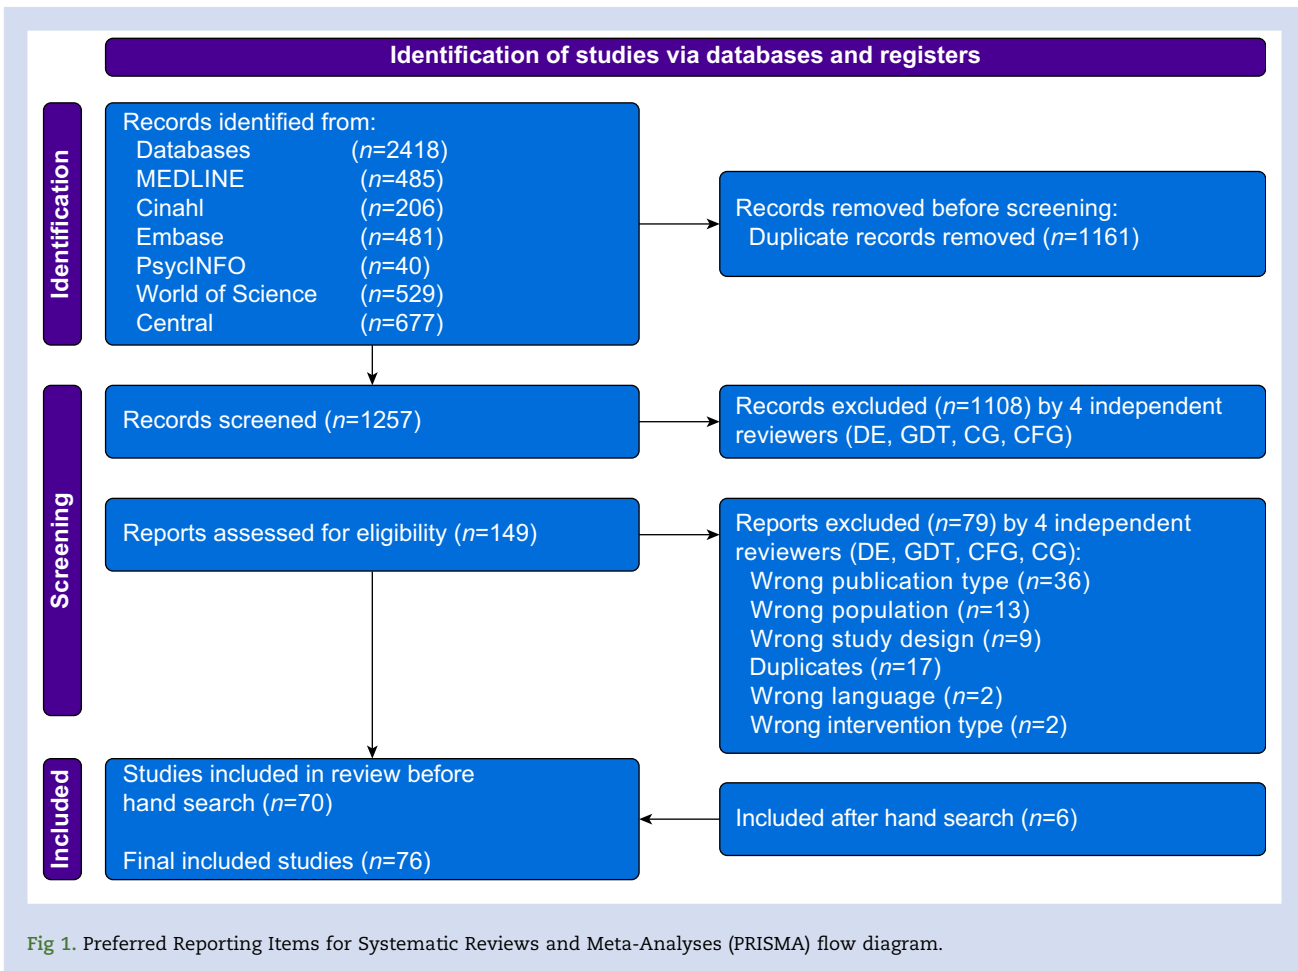 Identification of studies via databases and registers
Identification
Records identified from:
Databases (n=2418)
MEDLINE (n=485)
Cinahl (n=206)
Embase (n=481)
PsycINFO (n=40)
World of Science (n=529)
Central (n=677)
Records removed before screening:
Duplicate records removed (n=1161)
Screening
Records screened (n=1257)
Records excluded (n=1108) by 4 independent
reviewers (DE, GDT, CG, CFG)
Reports assessed for eligibility (n=149)
Reports excluded (n=79) by 4 independent
reviewers (DE, GDT, CFG, CG):
Wrong publication type (n=36)
Wrong population (n=13)
Wrong study design (n=9)
Duplicates (n=17)
Wrong language (n=2)
Wrong intervention type (n=2)
Included
Studies included in review before
hand search (n=70)
Final included studies (n=76)
Included after hand search (n=6)
Fig 1. Preferred Reporting Items for Systematic Reviews and Meta-Analyses (PRISMA) flow diagram.